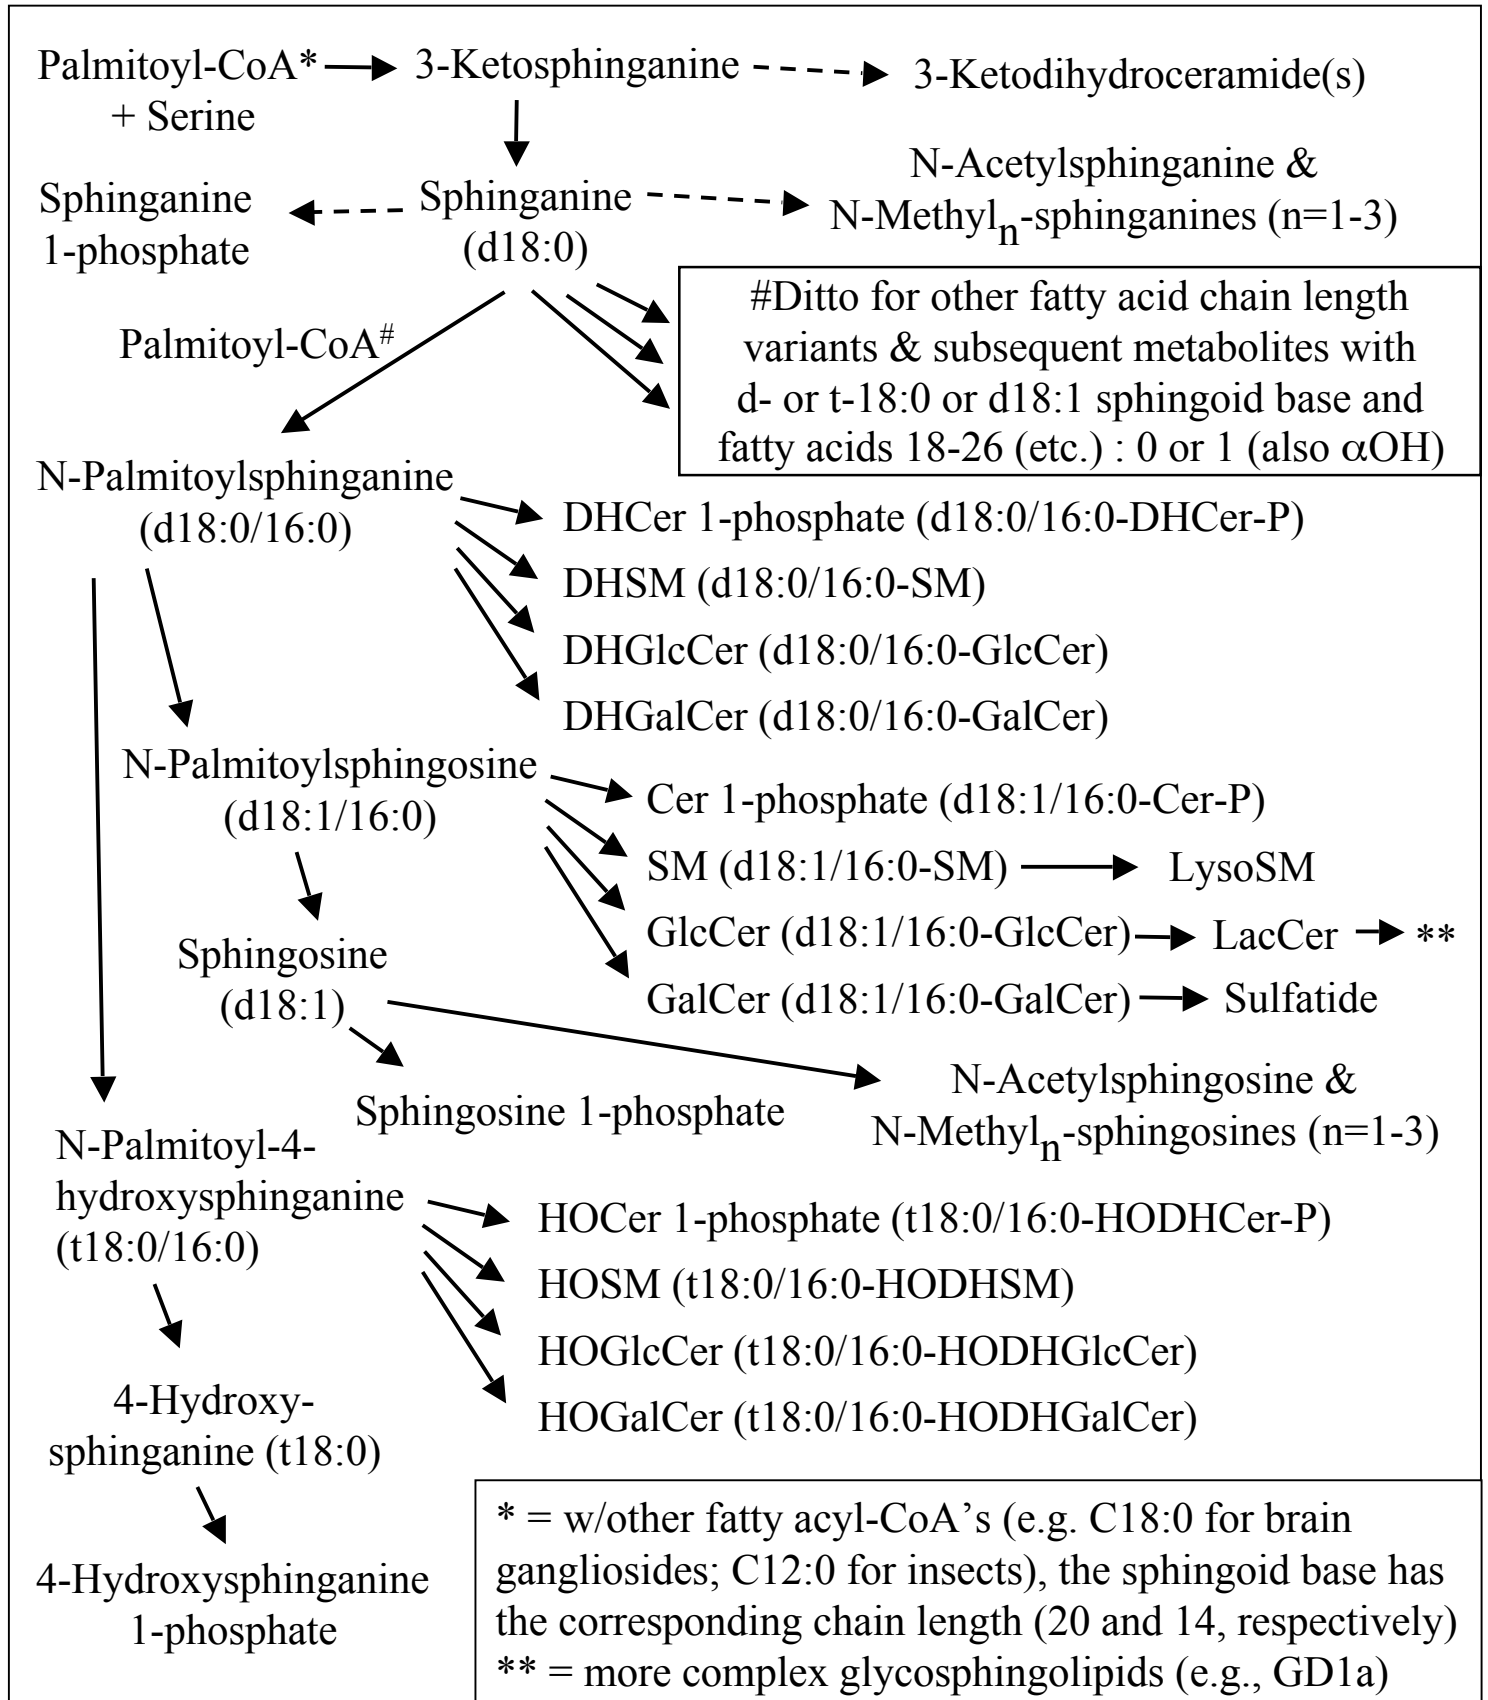 Palmitoyl-CoA*
+ Serine
3-Ketosphinganine
3-Ketodihydroceramide(s)
Sphinganine
1-phosphate
Sphinganine
(d18:0)
N-Acetylsphinganine &
N-Methyln-sphinganines (n=1-3)
#Ditto for other fatty acid chain length
variants & subsequent metabolites with
d- or t-18:0 or d18:1 sphingoid base and
fatty acids 18-26 (etc.) : 0 or 1 (also αOH)
Palmitoyl-CoA#
N-Palmitoylsphinganine
(d18:0/16:0)
DHCer 1-phosphate (d18:0/16:0-DHCer-P)
DHSM (d18:0/16:0-SM)
DHGlcCer (d18:0/16:0-GlcCer)
DHGalCer (d18:0/16:0-GalCer)
N-Palmitoylsphingosine
(d18:1/16:0)
Cer 1-phosphate (d18:1/16:0-Cer-P)
SM (d18:1/16:0-SM) LysoSM
GlcCer (d18:1/16:0-GlcCer) LacCer **
GalCer (d18:1/16:0-GalCer) Sulfatide
Sphingosine
(d18:1)
Sphingosine 1-phosphate
N-Acetylsphingosine &
N-Methyln-sphingosines (n=1-3)
N-Palmitoyl-4-
hydroxysphinganine
(t18:0/16:0)
HOCer 1-phosphate (t18:0/16:0-HODHCer-P)
HOSM (t18:0/16:0-HODHSM)
HOGlcCer (t18:0/16:0-HODHGlcCer)
HOGalCer (t18:0/16:0-HODHGalCer)
4-Hydroxy-
sphinganine (t18:0)
4-Hydroxysphinganine
1-phosphate
* = w/other fatty acyl-CoA’s (e.g. C18:0 for brain
gangliosides; C12:0 for insects), the sphingoid base has
the corresponding chain length (20 and 14, respectively)
** = more complex glycosphingolipids (e.g., GD1a)